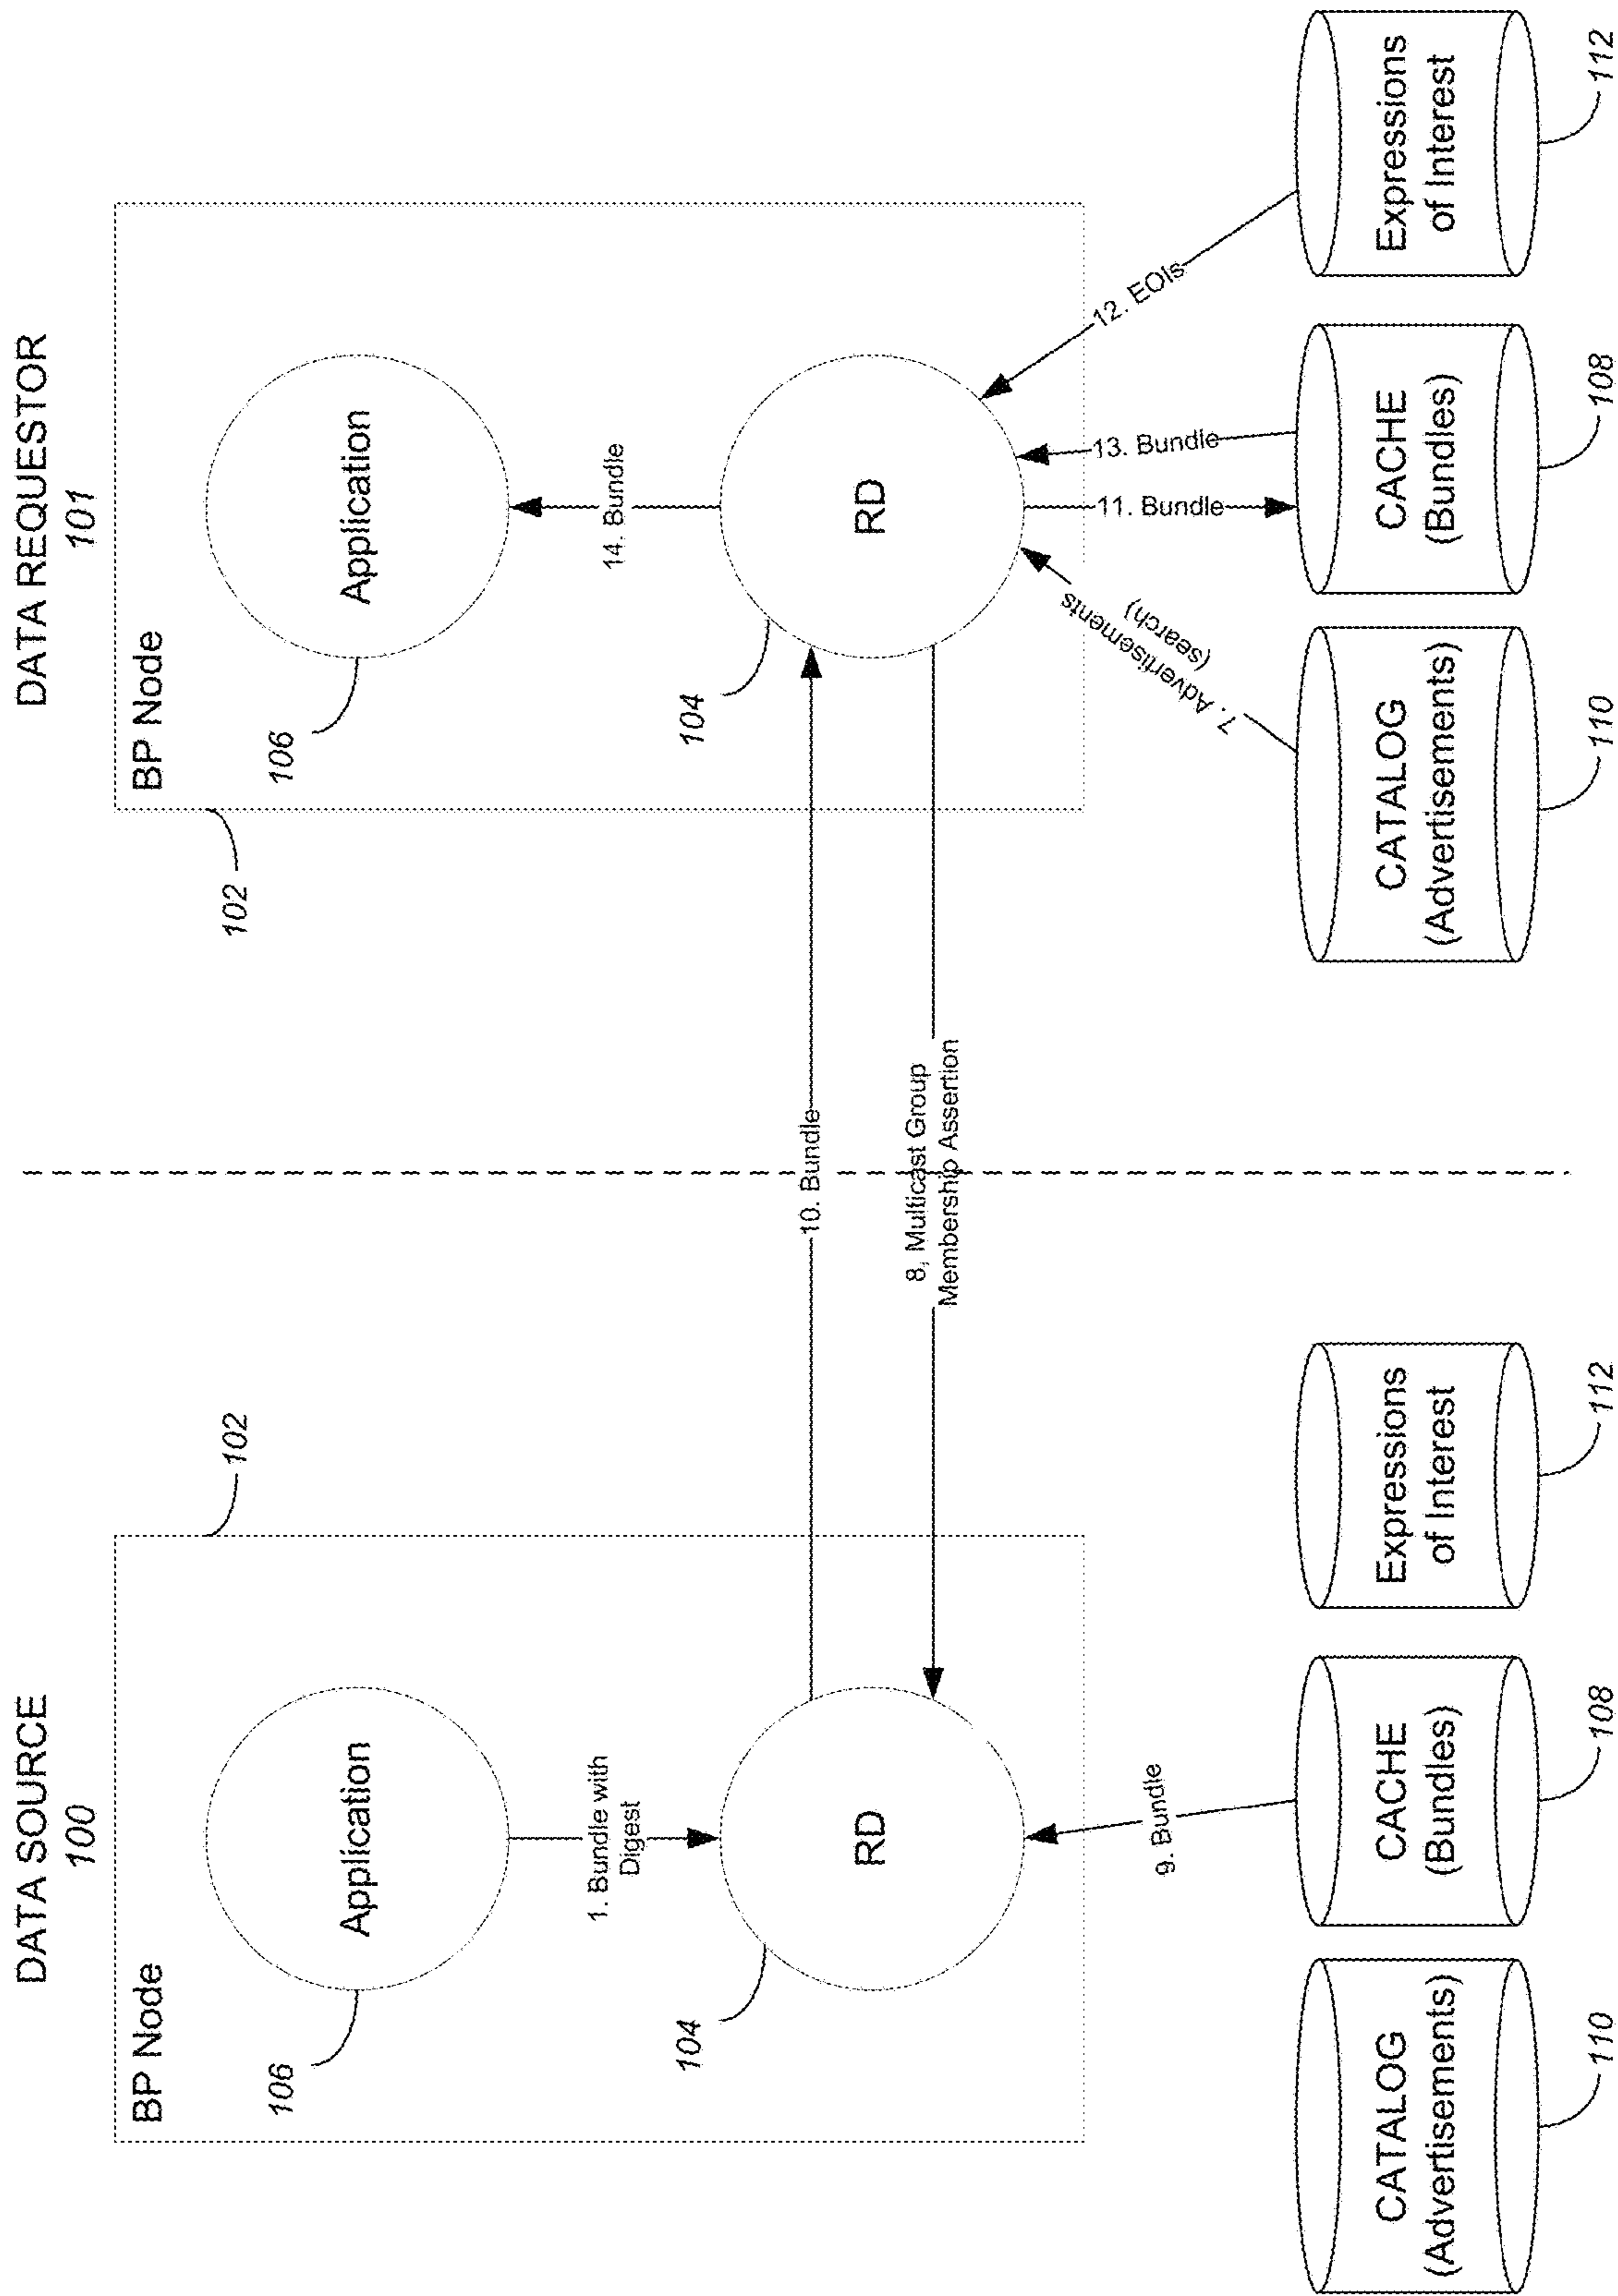 DATA SOURCE
100
BP Node
102
Application
106
1. Bundle with
Digest
RD
104
9. Bundle
CATALOG
(Advertisements)
110
CACHE
(Bundles)
108
Expressions
of Interest
112
10. Bundle
8, Multicast Group
Membership Assertion
DATA REQUESTOR
101
BP Node
102
Application
106
14. Bundle
RD
104
7. Advertisements
(search)
11. Bundle
13. Bundle
12. EOIs
CATALOG
(Advertisements)
110
CACHE
(Bundles)
108
Expressions
of Interest
112